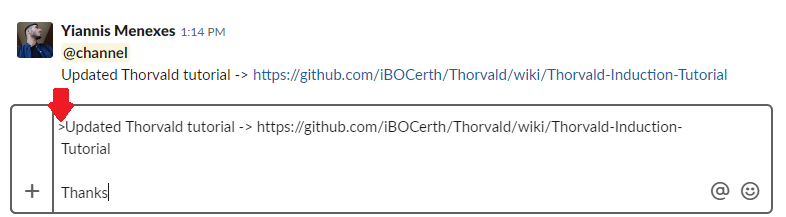 Yiannis Menexes 1:14 PM
@channel
Updated Thorvald tutorial -> https://github.com/iBOCerth/Thorvald/wiki/Thorvald-Induction-Tutorial
>Updated Thorvald tutorial -> https://github.com/iBOCerth/Thorvald/wiki/Thorvald-Induction-
Tutorial
+ Thanks @